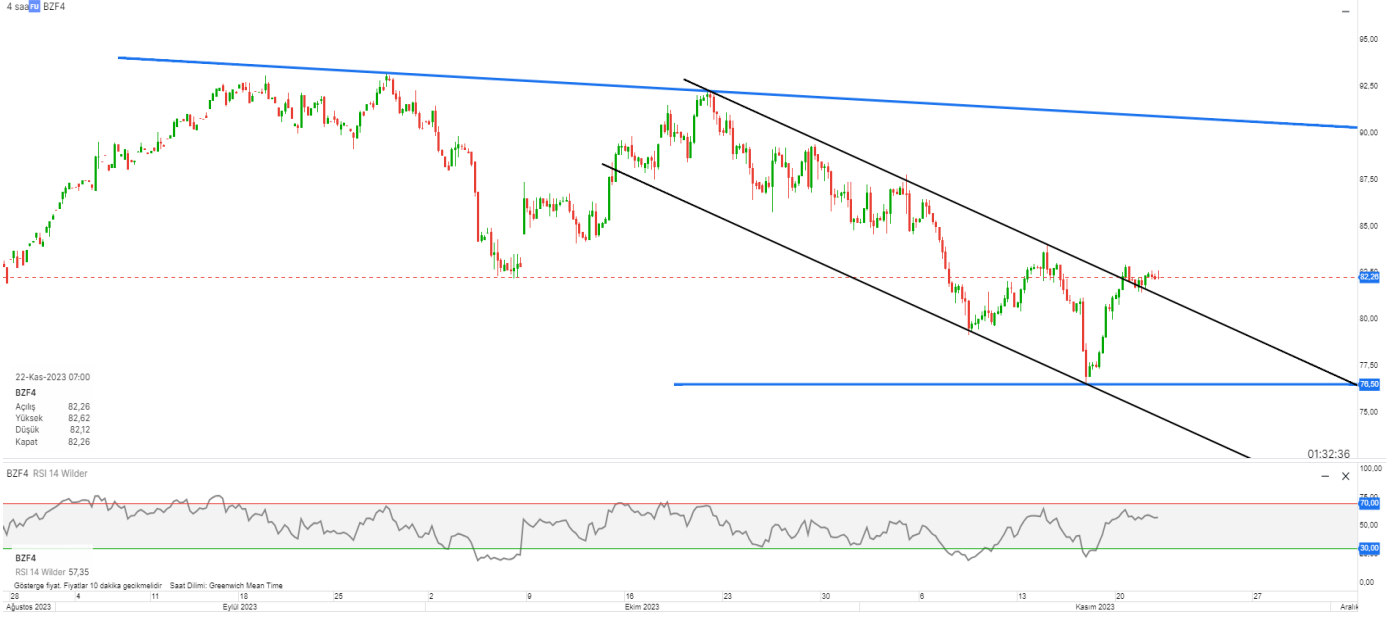 4 saa FU BZF4
95,00
92,50
90,00
87,50
85,00
82,26
80,00
77,50
76,50
75,00
22-Kas-2023 07:00
BZF4
Açılış 82,26
Yüksek 82,62
Düşük 82,12
Kapat 82,26
01:32:36
BZF4 RSI 14 Wilder
100,00
70,00
50,00
30,00
0,00
BZF4
RSI 14 Wilder 57,35
Gösterge fiyat. Fiyatlar 10 dakika gecikmelidir Saat Dilimi: Greenwich Mean Time
28 4 11 18 25 2 9 16 23 30 6 13 20 27
Ağustos 2023 Eylül 2023 Ekim 2023 Kasım 2023 Aralık